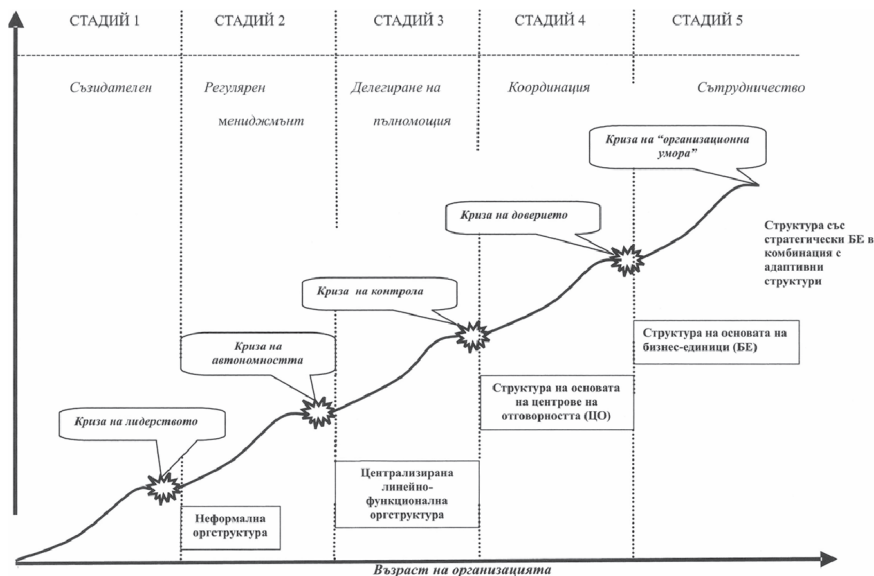 СТАДИЙ 1
СТАДИЙ 2
СТАДИЙ 3
СТАДИЙ 4
СТАДИЙ 5
Съзидателен
Регулярен
мениджмънт
Делегиране на
пълномощия
Координация
Сътрудничество
Криза на “организационна
умора”
Криза на доверието
Структура със
стратегически БЕ в
комбинация с
адаптивни
структури
Криза на контрола
Структура на основата на
бизнес-единици (БЕ)
Криза на
автономността
Структура на основата
на центрове на
отговорността (ЦО)
Криза на лидерството
Централизирана
линейно-
функционална
оргструктура
Неформална
оргструктура
Възраст на организацията